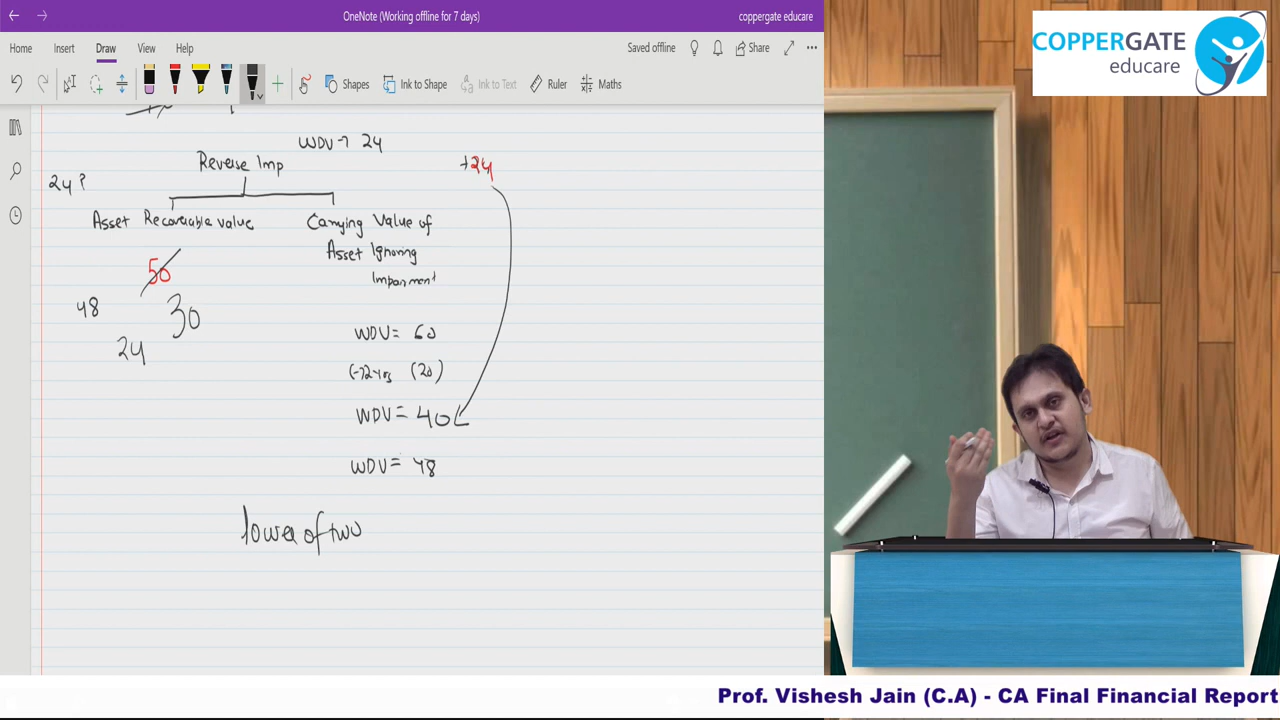 OneNote (Working offline for 7 days)
coppergate educare
Home Insert Draw View Help
Saved offline
Share
Shapes
Ink to Shape
Ink to Text
Ruler
Maths
COPPERGATE
educare
WDV → 24
Reverse Imp
+24
24?
Asset Recoverable value
Carrying Value of
Asset Ignoring
Impairment
50
48
30
24
WDV = 60
(-) 2 yrs (20)
WDV = 40
WDV = 48
lower of two
Prof. Vishesh Jain (C.A) - CA Final Financial Report